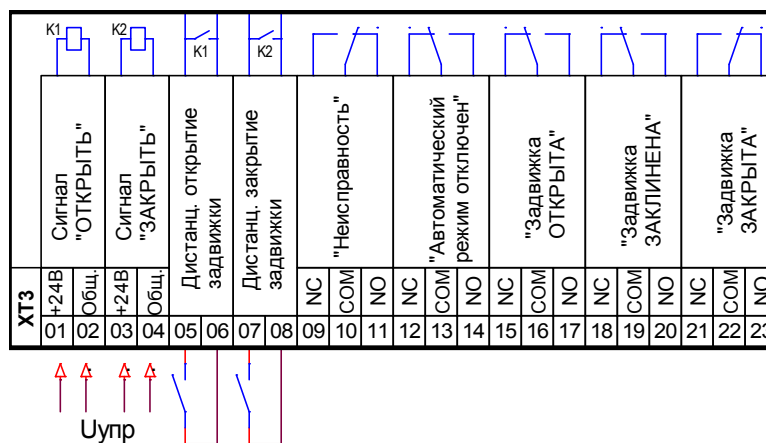 K1
K2
K1
K2
Сигнал
"ОТКРЫТЬ"
Сигнал
"ЗАКРЫТЬ"
Дистанц. открытие
задвижки
Дистанц. закрытие
задвижки
"Неисправность"
"Автоматический
режим отключен"
"Задвижка
ОТКРЫТА"
"Задвижка
ЗАКЛИНЕНА"
"Задвижка
ЗАКРЫТА"
XT3
+24В
Общ.
+24В
Общ.
NC
COM
NO
NC
COM
NO
NC
COM
NO
NC
COM
NO
NC
COM
NO
01 02 03 04 05 06 07 08 09 10 11 12 13 14 15 16 17 18 19 20 21 22 23
Uупр